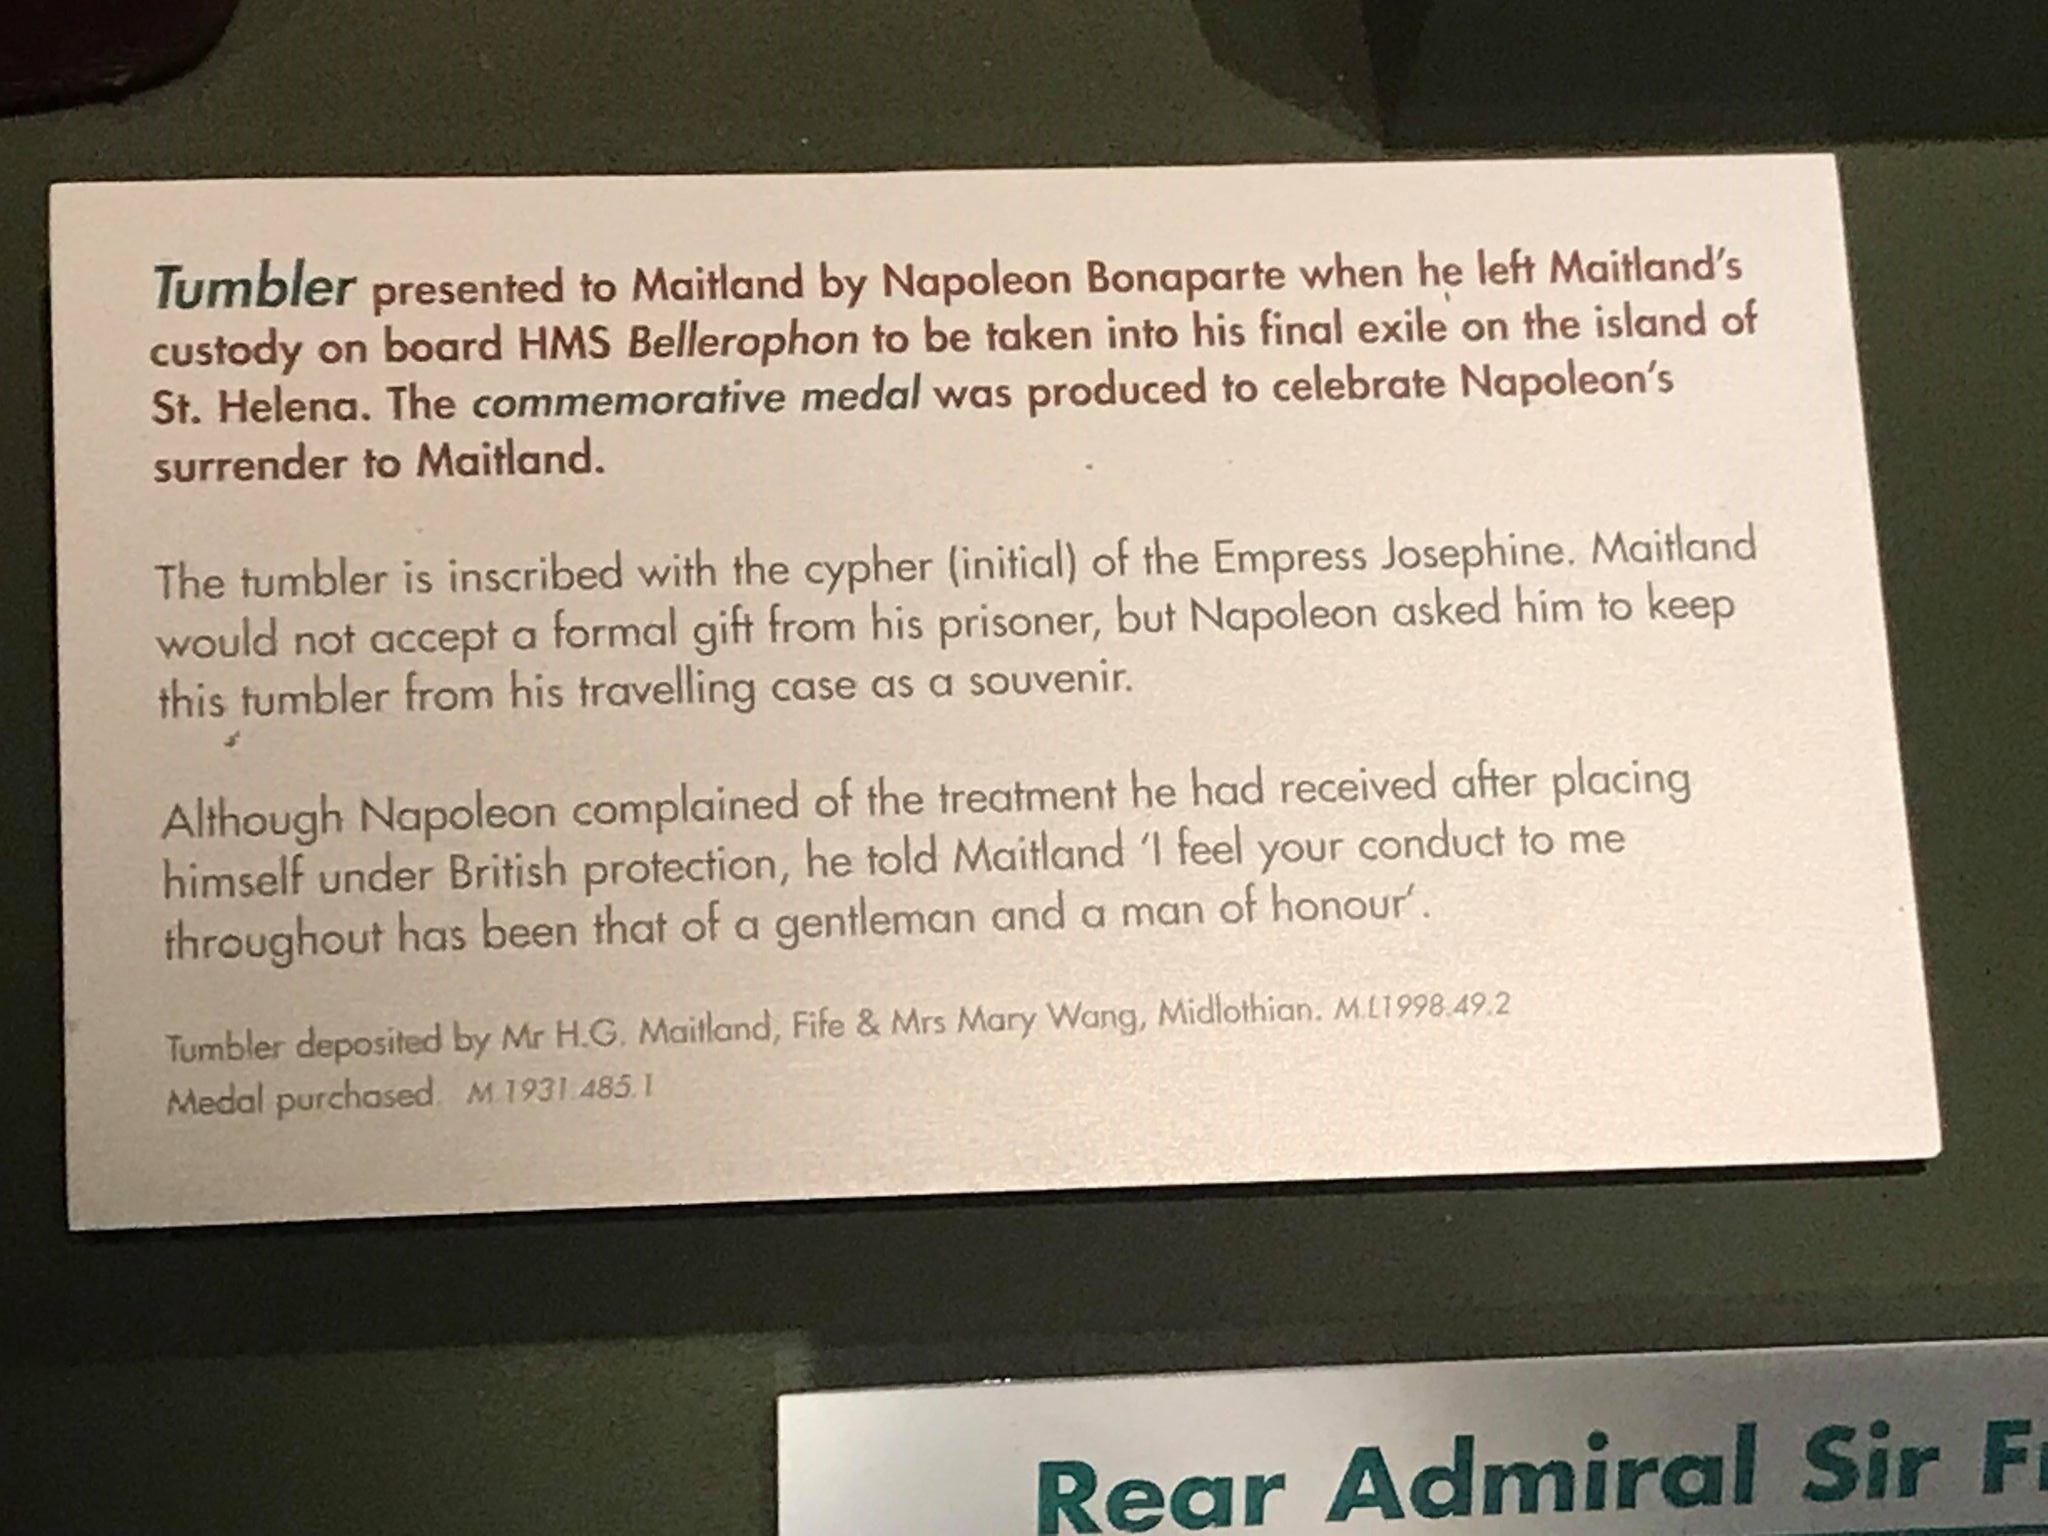 Tumbler presented to Maitland by Napoleon Bonaparte when he left Maitland's
custody on board HMS Bellerophon to be taken into his final exile on the island of
St. Helena. The commemorative medal was produced to celebrate Napoleon's
surrender to Maitland.
The tumbler is inscribed with the cypher (initial) of the Empress Josephine. Maitland
would not accept a formal gift from his prisoner, but Napoleon asked him to keep
this tumbler from his travelling case as a souvenir.
Although Napoleon complained of the treatment he had received after placing
himself under British protection, he told Maitland 'I feel your conduct to me
throughout has been that of a gentleman and a man of honour'.
Tumbler deposited by Mr H.G. Maitland, Fife & Mrs Mary Wang, Midlothian. M.L1998.49.2
Medal purchased. M.1931.485.1
Rear Admiral Sir Fr